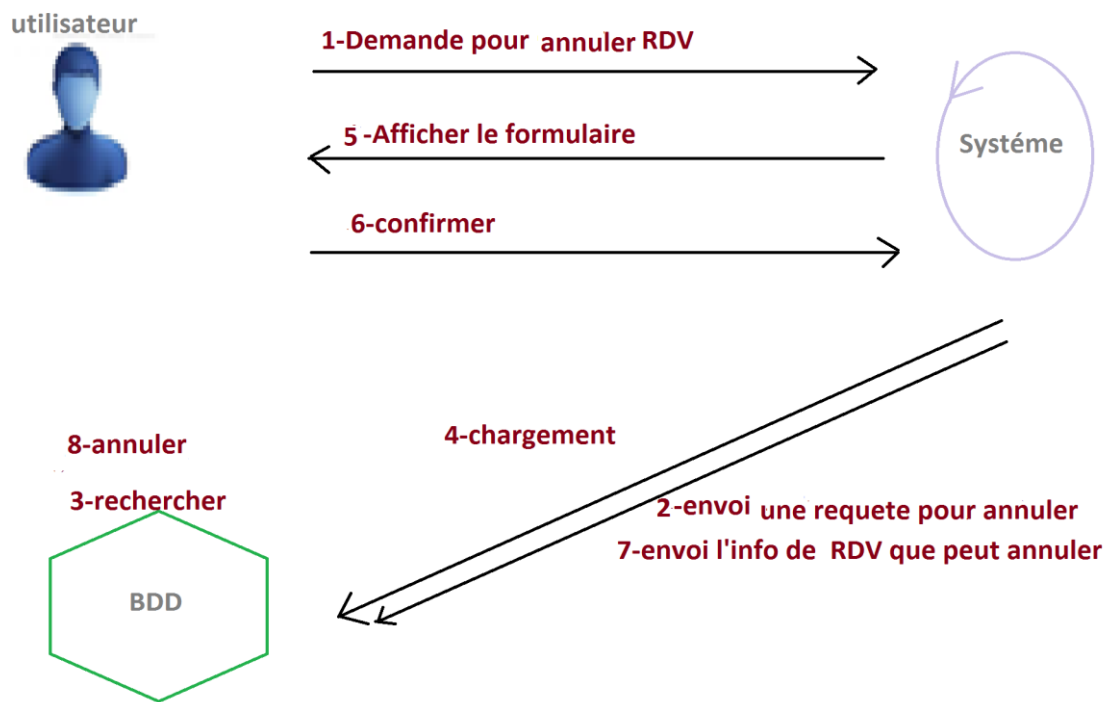 utilisateur
1-Demande pour annuler RDV
5-Afficher le formulaire
Systéme
6-confirmer
8-annuler
4-chargement
3-rechercher
2-envoi une requete pour annuler
7-envoi l'info de RDV que peut annuler
BDD